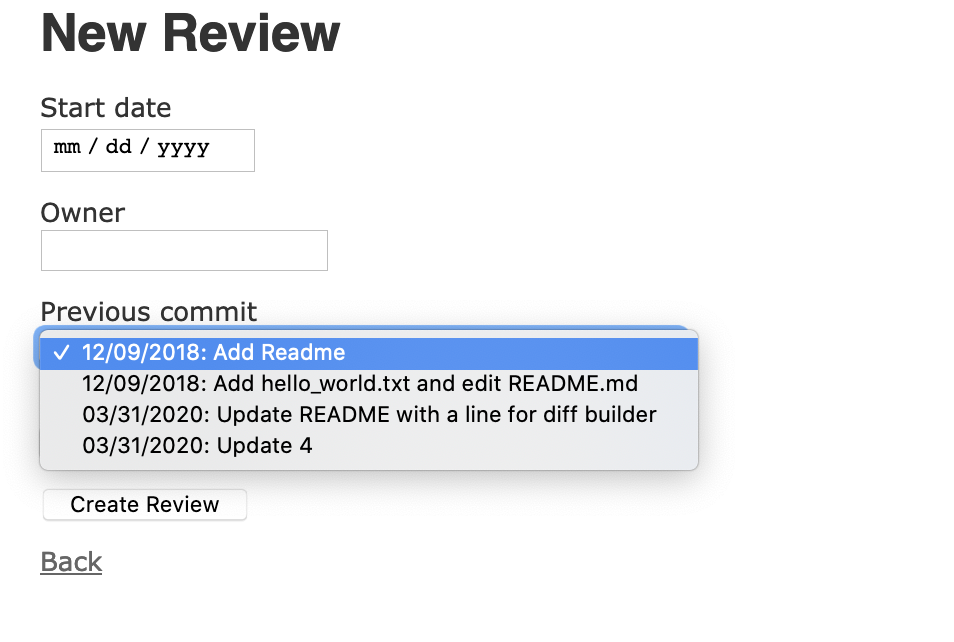 New Review
Start date
mm / dd / yyyy
Owner
Previous commit
✓ 12/09/2018: Add Readme
12/09/2018: Add hello_world.txt and edit README.md
03/31/2020: Update README with a line for diff builder
03/31/2020: Update 4
Create Review
Back